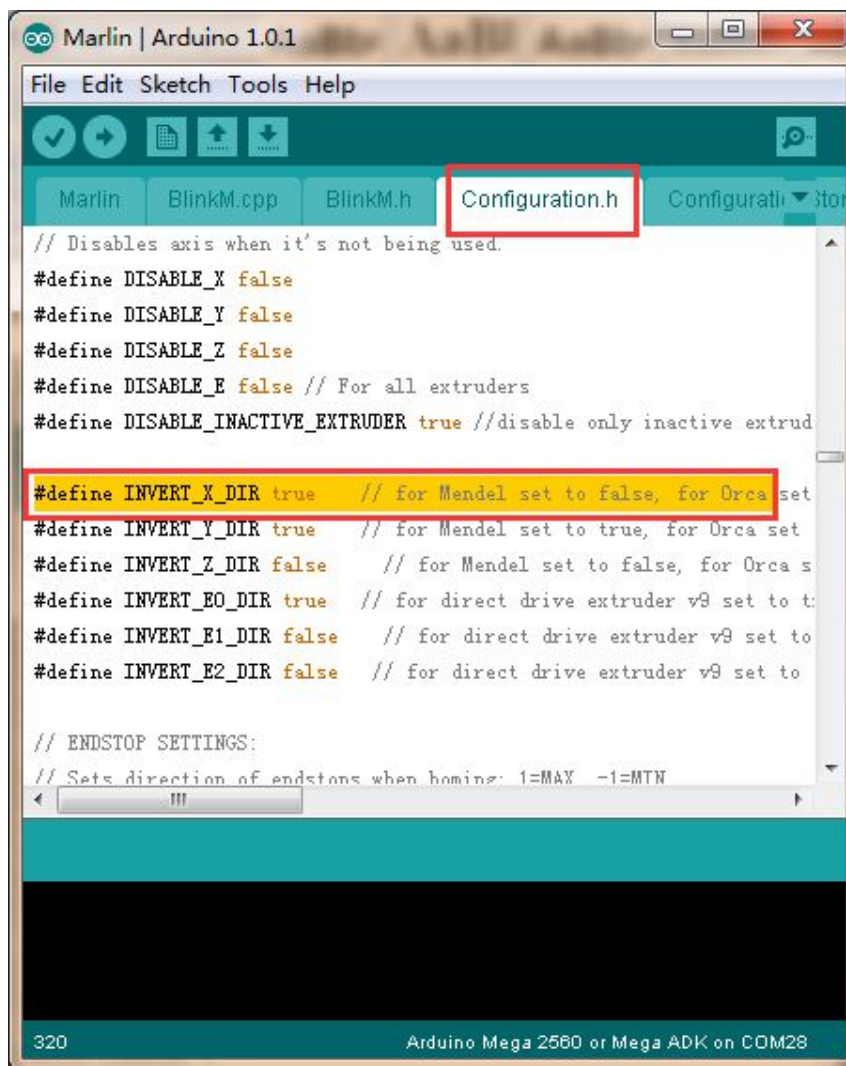 Marlin | Arduino 1.0.1
File Edit Sketch Tools Help
Marlin BlinkM.cpp BlinkM.h Configuration.h Configurati
// Disables axis when it's not being used.
#define DISABLE_X false
#define DISABLE_Y false
#define DISABLE_Z false
#define DISABLE_E false // For all extruders
#define DISABLE_INACTIVE_EXTRUDER true //disable only inactive extrud
#define INVERT_X_DIR true // for Mendel set to false, for Orca set
#define INVERT_Y_DIR true // for Mendel set to true, for Orca set
#define INVERT_Z_DIR false // for Mendel set to false, for Orca s
#define INVERT_E0_DIR true // for direct drive extruder v9 set to
#define INVERT_E1_DIR false // for direct drive extruder v9 set to
#define INVERT_E2_DIR false // for direct drive extruder v9 set to
// ENDSTOP SETTINGS:
// Sets direction of endstops when homing; 1=MAX, -1=MIN
320 Arduino Mega 2560 or Mega ADK on COM28